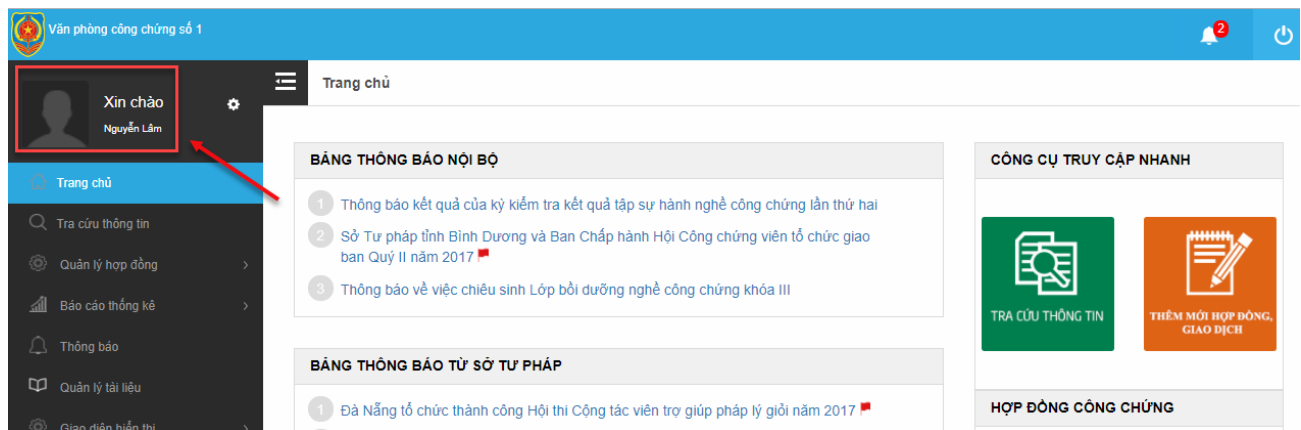 Văn phòng công chứng số 1
2
Xin chào
Nguyễn Lâm
Trang chủ
Trang chủ
Tra cứu thông tin
Quản lý hợp đồng
Báo cáo thống kê
Thông báo
Quản lý tài liệu
Giao diện hiển thị
BẢNG THÔNG BÁO NỘI BỘ
1 Thông báo kết quả của kỳ kiểm tra kết quả tập sự hành nghề công chứng lần thứ hai
2 Sở Tư pháp tỉnh Bình Dương và Ban Chấp hành Hội Công chứng viên tổ chức giao
ban Quý II năm 2017
3 Thông báo về việc chiêu sinh Lớp bồi dưỡng nghề công chứng khóa III
BẢNG THÔNG BÁO TỪ SỞ TƯ PHÁP
1 Đà Nẵng tổ chức thành công Hội thi Cộng tác viên trợ giúp pháp lý giỏi năm 2017
CÔNG CỤ TRUY CẬP NHANH
TRA CỨU THÔNG TIN
THÊM MỚI HỢP ĐỒNG,
GIAO DỊCH
HỢP ĐỒNG CÔNG CHỨNG